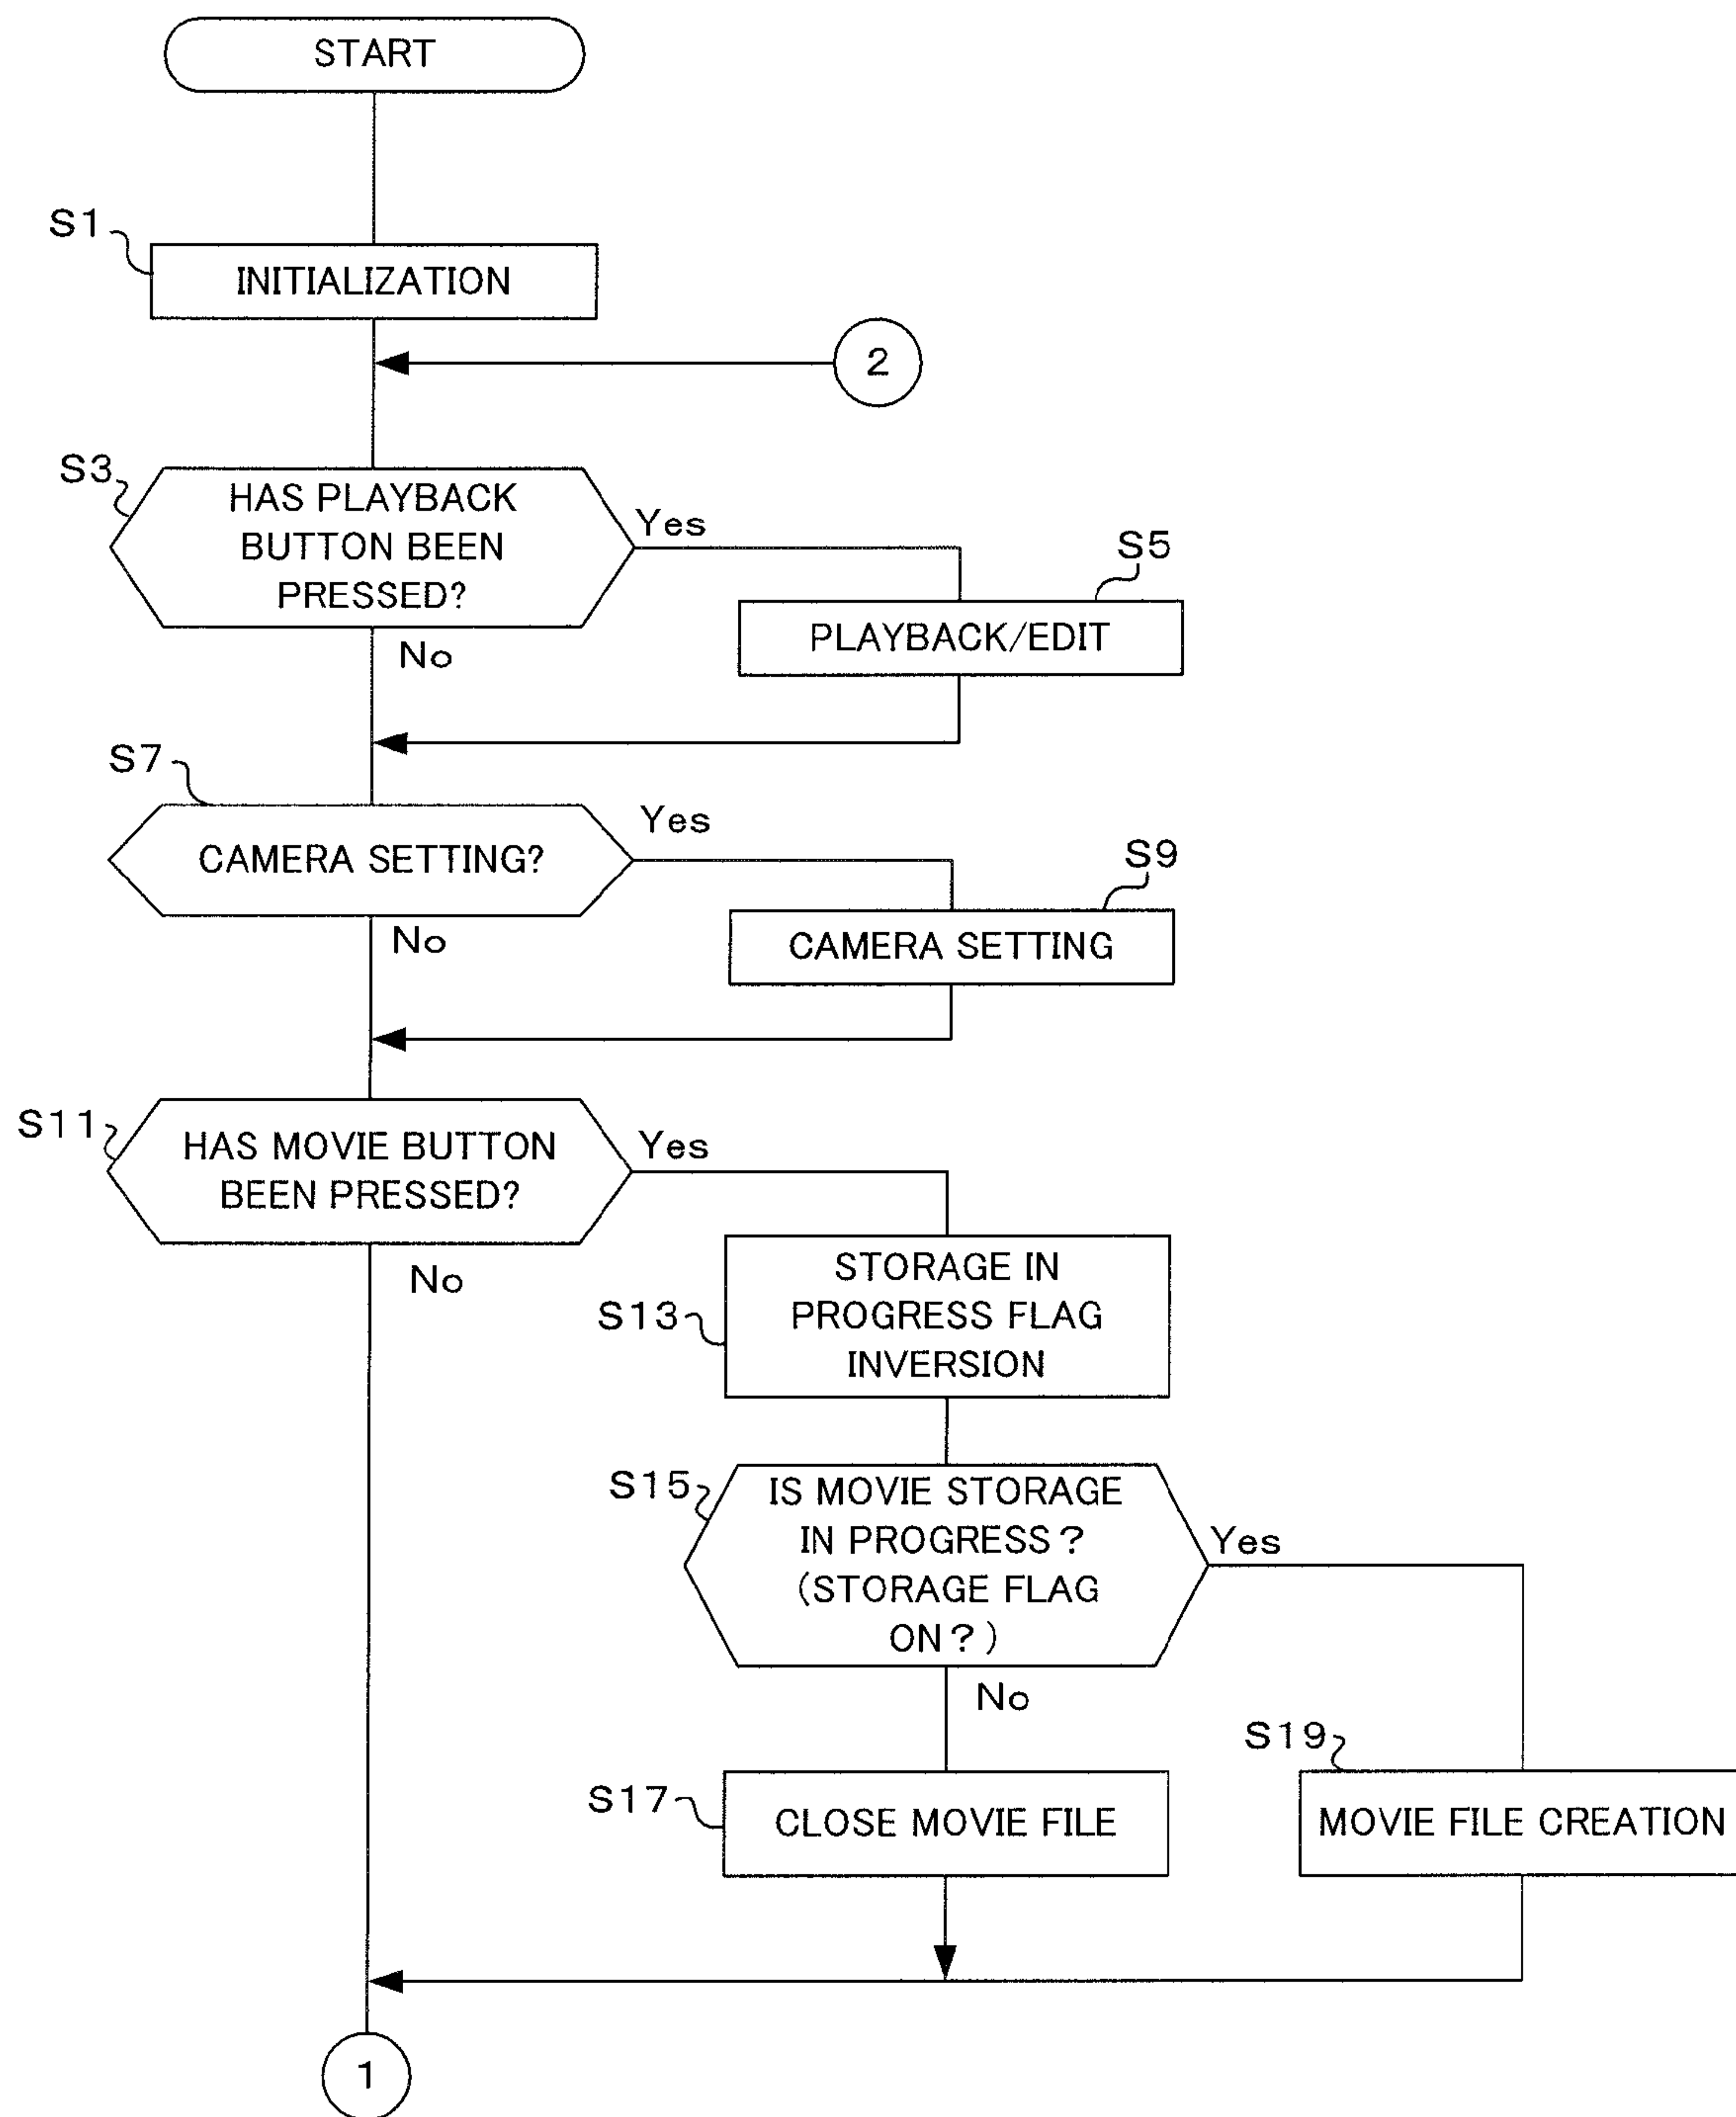 START
S1
INITIALIZATION
2
S3
HAS PLAYBACK
BUTTON BEEN
PRESSED?
Yes
No
S5
PLAYBACK/EDIT
S7
CAMERA SETTING?
Yes
No
S9
CAMERA SETTING
S11
HAS MOVIE BUTTON
BEEN PRESSED?
Yes
No
S13
STORAGE IN
PROGRESS FLAG
INVERSION
S15
IS MOVIE STORAGE
IN PROGRESS?
(STORAGE FLAG
ON?)
Yes
No
S17
CLOSE MOVIE FILE
S19
MOVIE FILE CREATION
1